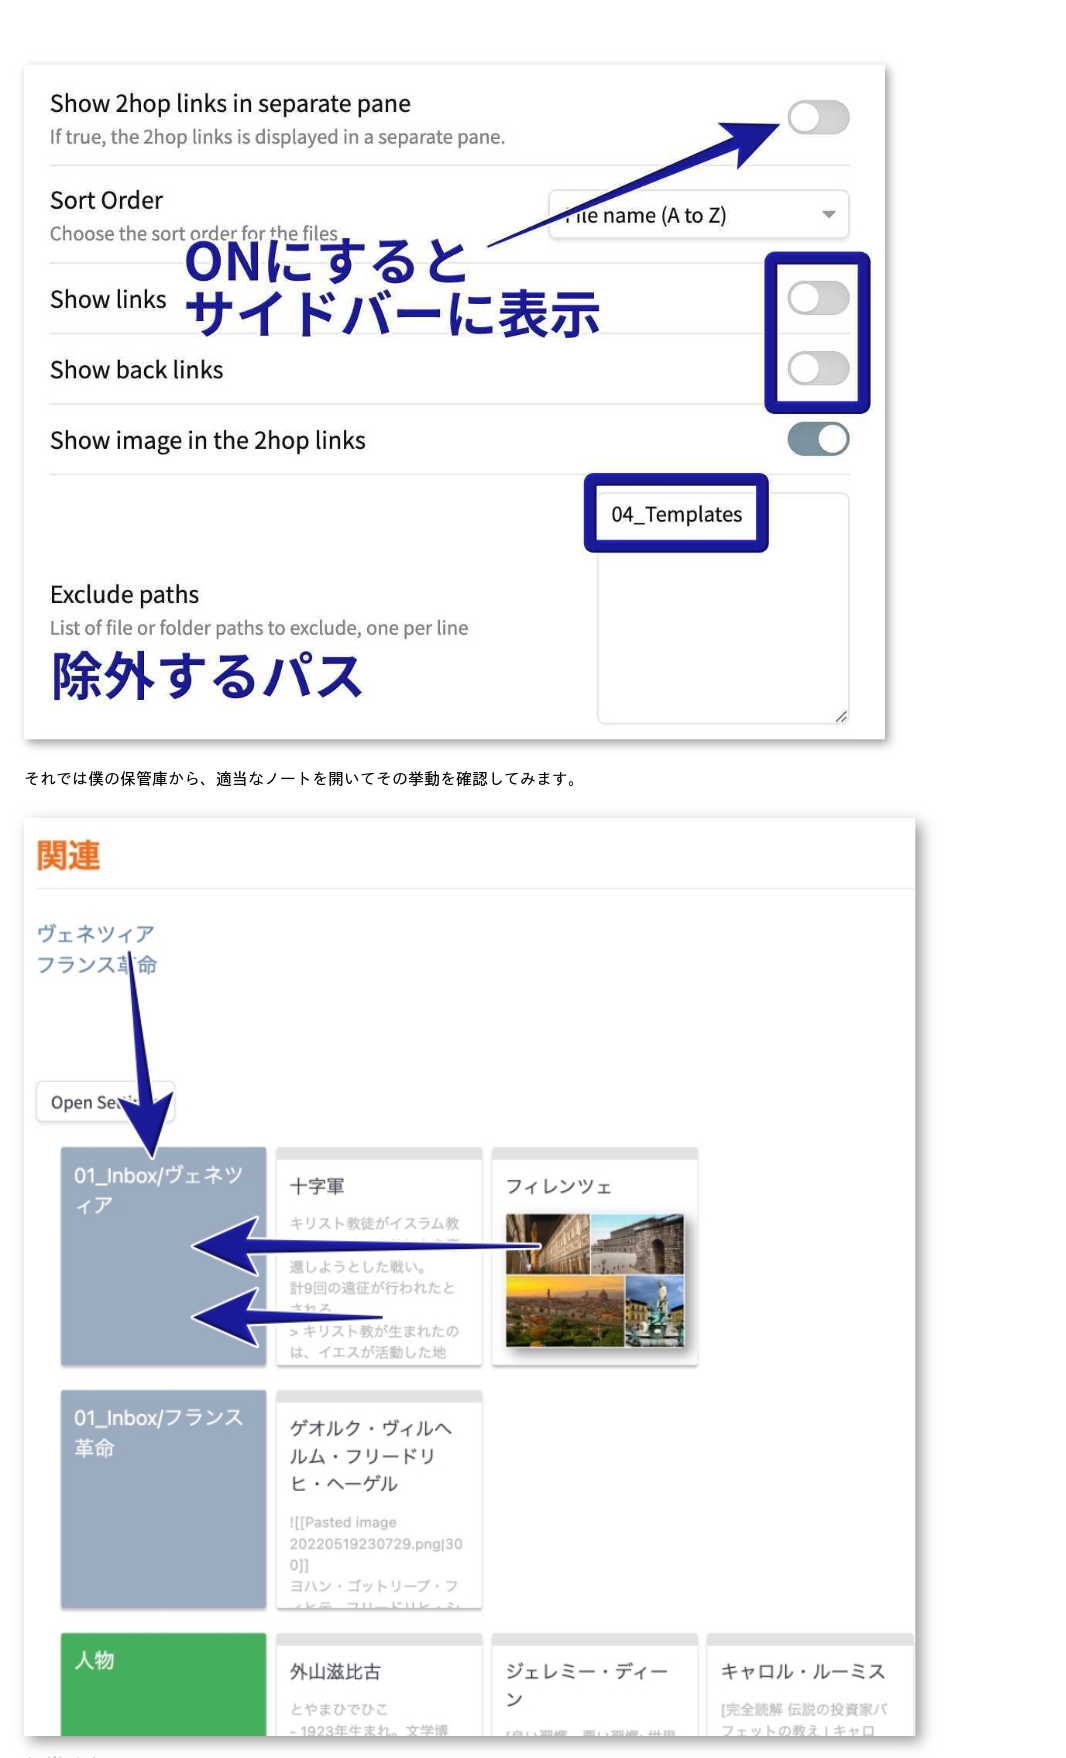 Show 2hop links in separate pane
If true, the 2hop links is displayed in a separate pane.
Sort Order
File name (A to Z)
Choose the sort order for the files
ONにすると
サイドバーに表示
Show links
Show back links
Show image in the 2hop links
04_Templates
Exclude paths
List of file or folder paths to exclude, one per line
除外するパス
それでは僕の保管庫から、適当なノートを開いてその挙動を確認してみます。
関連
ヴェネツィア
フランス革命
Open
01_Inbox/ヴェネツ
ィア
十字軍
キリスト教徒がイスラム教
還しようとした戦い。
計9回の遠征が行われたと
される
> キリスト教が生まれたの
は、イエスが活動した地
フィレンツェ
01_Inbox/フランス
革命
ゲオルク・ヴィルヘ
ルム・フリードリ
ヒ・ヘーゲル
![[Pasted image
20220519230729.png|30
0]]
ヨハン・ゴットリープ・フ
人物
外山滋比古
とやまひでひこ
- 1923年生まれ。文学博
ジェレミー・ディー
ン
キャロル・ルーミス
[完全読解 伝説の投資家バ
フェットの教え | キャロ